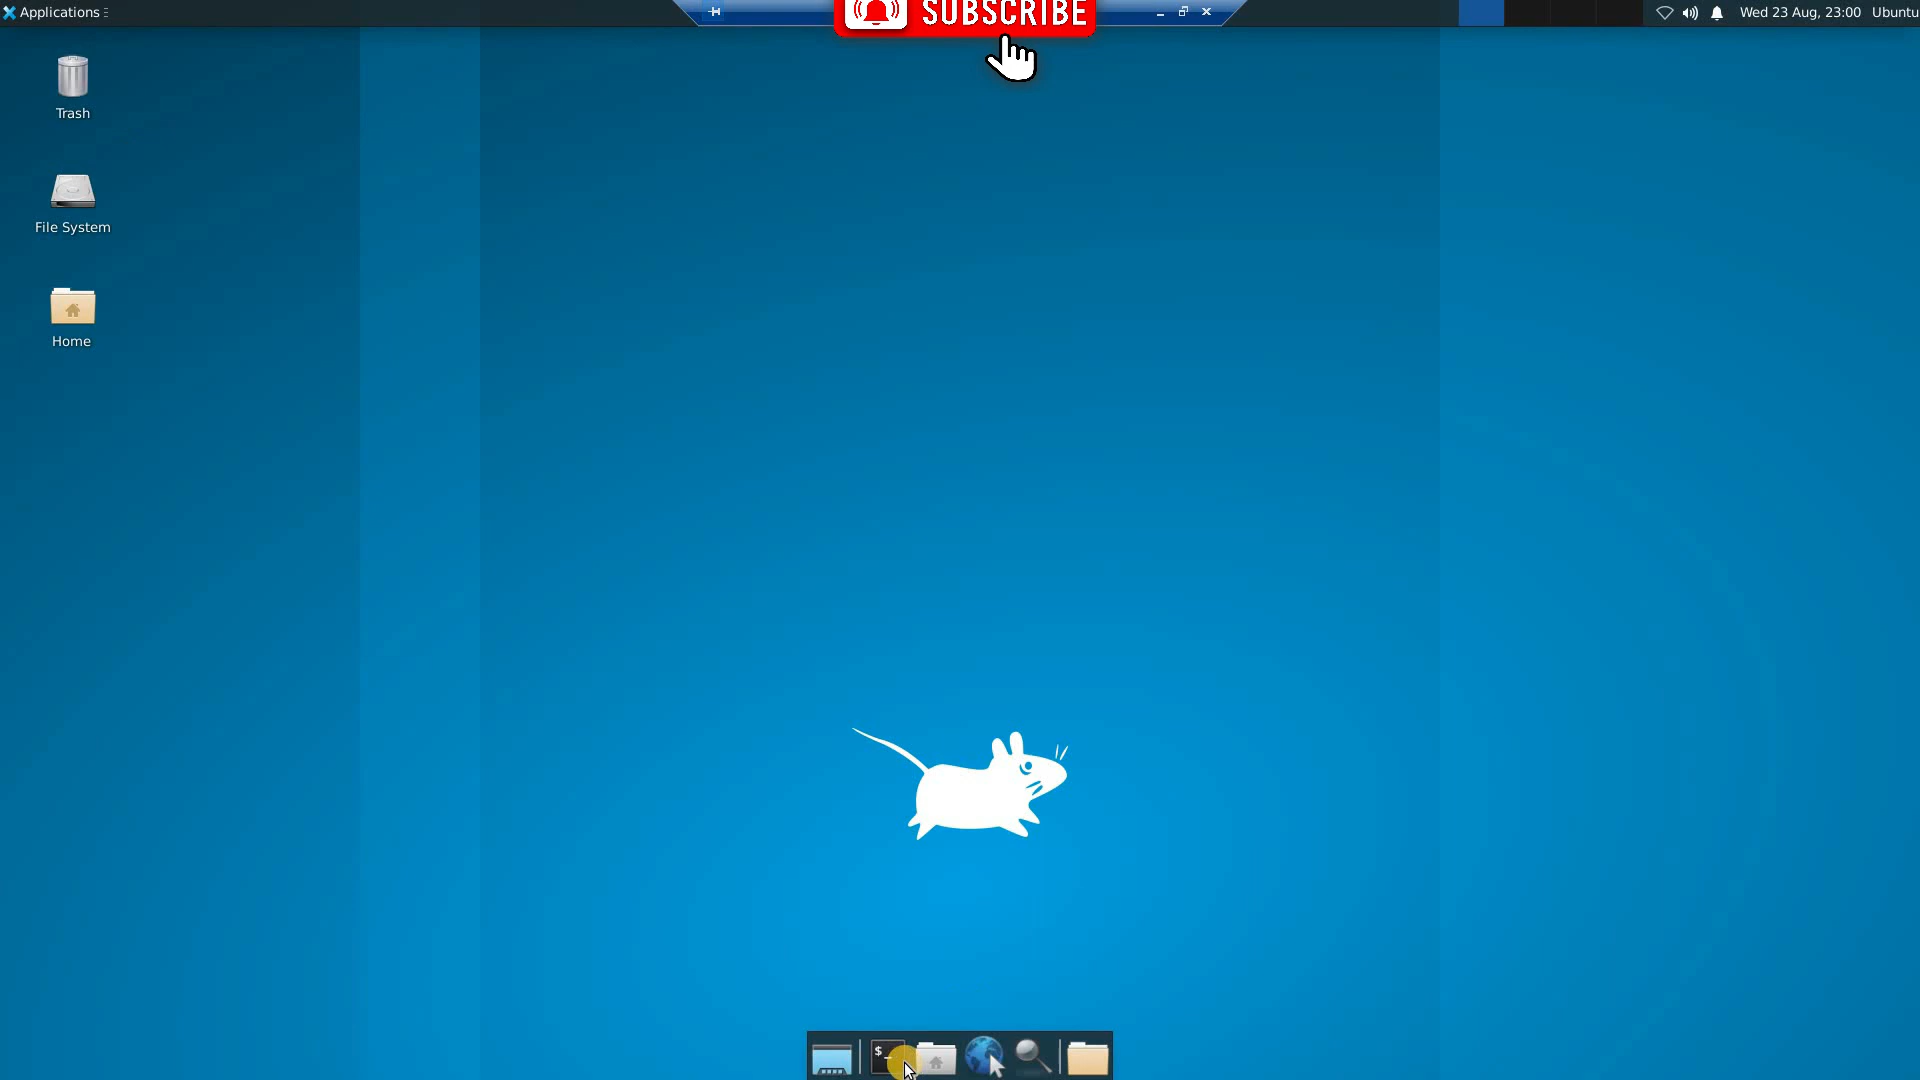 Applications
SUBSCRIBE
Wed 23 Aug, 23:00 Ubuntu
Trash
File System
Home
$_